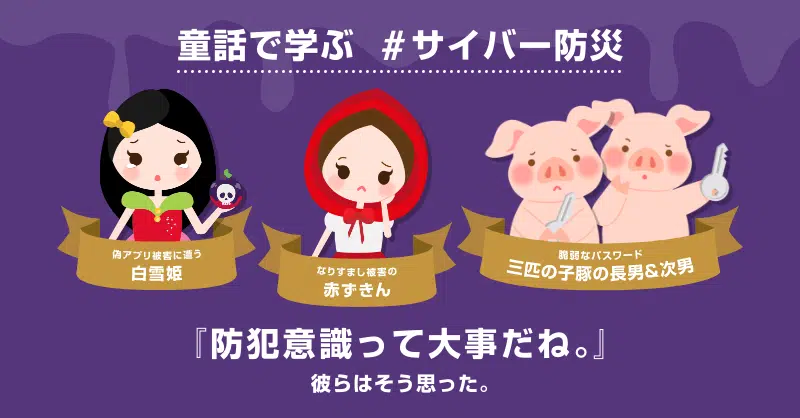 童話で学ぶ #サイバー防災
偽アプリ被害に遭う
白雪姫
なりすまし被害の
赤ずきん
脆弱なパスワード
三匹の子豚の長男&次男
『防犯意識って大事だね。』
彼らはそう思った。